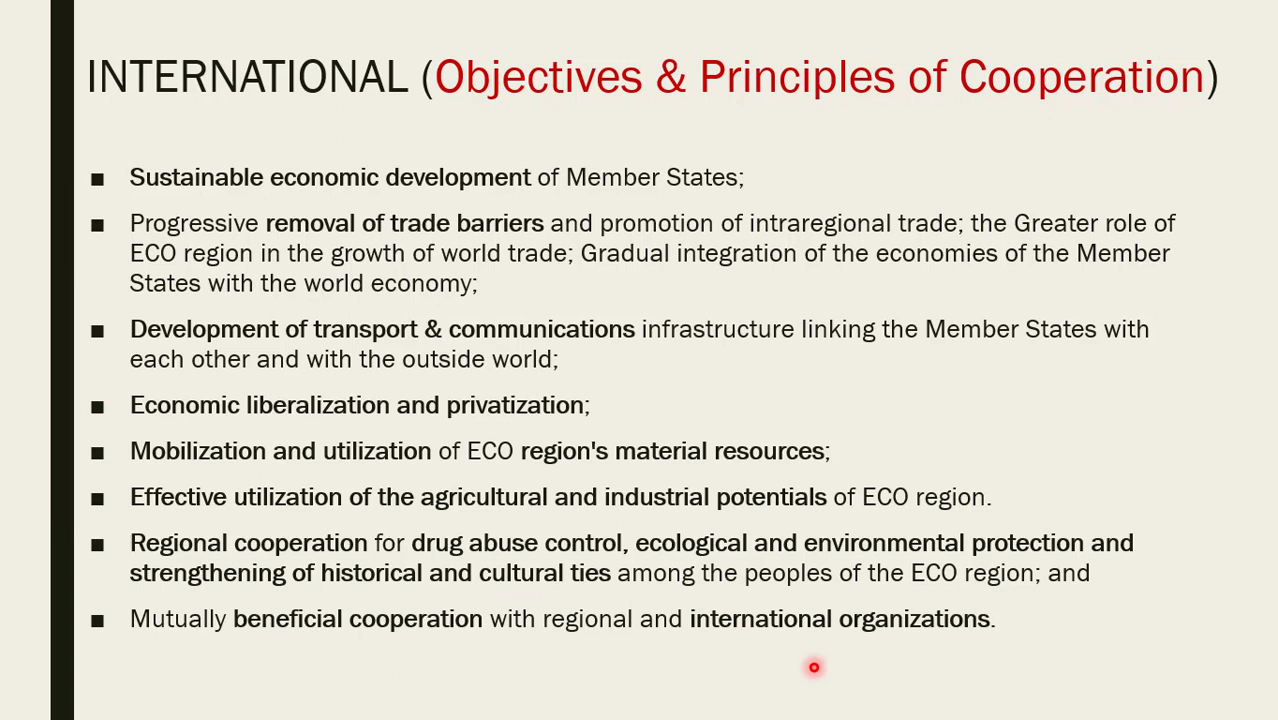 INTERNATIONAL (Objectives & Principles of Cooperation)
■ Sustainable economic development of Member States;
■ Progressive removal of trade barriers and promotion of intraregional trade; the Greater role of
ECO region in the growth of world trade; Gradual integration of the economies of the Member
States with the world economy;
■ Development of transport & communications infrastructure linking the Member States with
each other and with the outside world;
■ Economic liberalization and privatization;
■ Mobilization and utilization of ECO region's material resources;
■ Effective utilization of the agricultural and industrial potentials of ECO region.
■ Regional cooperation for drug abuse control, ecological and environmental protection and
strengthening of historical and cultural ties among the peoples of the ECO region; and
■ Mutually beneficial cooperation with regional and international organizations.